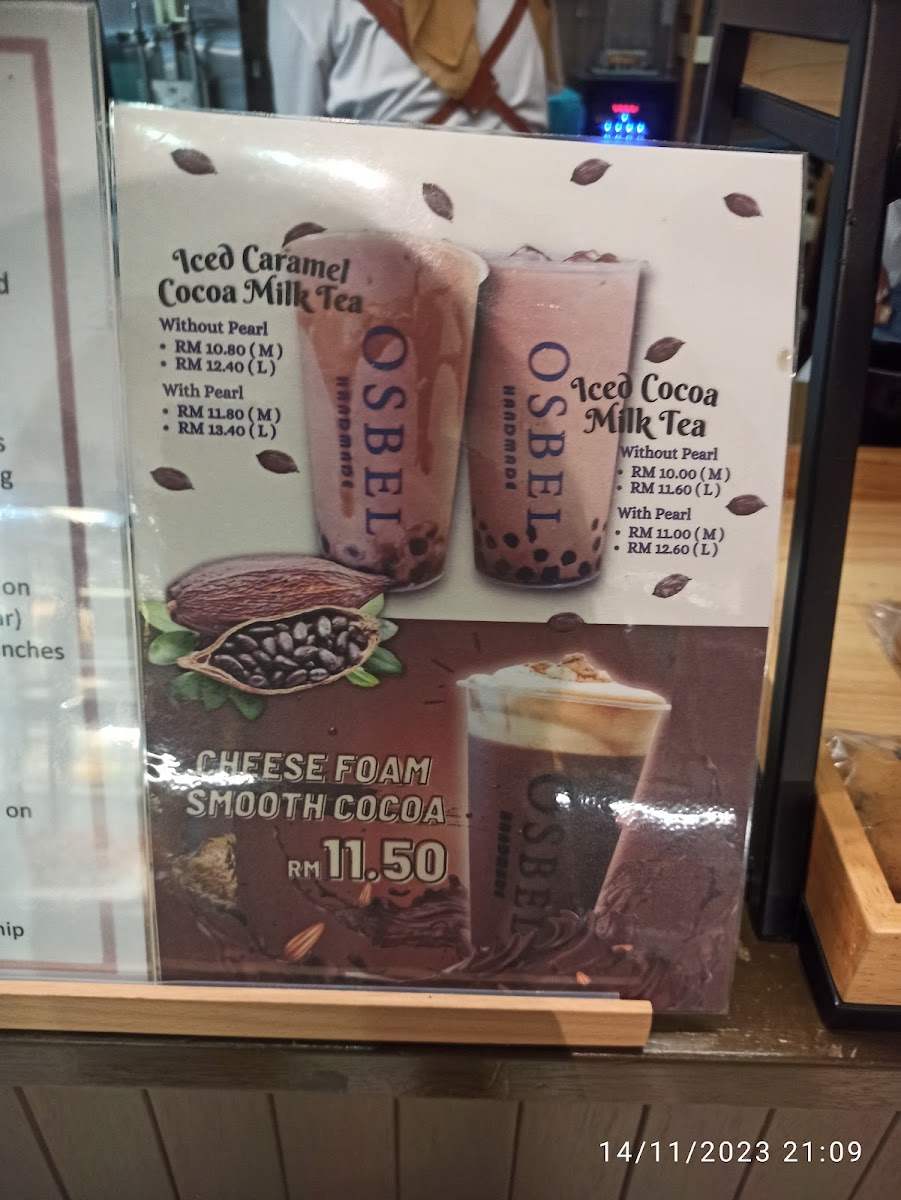 Iced Caramel
Cocoa Milk Tea
Without Pearl
• RM 10.80 ( M )
• RM 12.40 ( L )
With Pearl
• RM 11.80 ( M )
• RM 13.40 ( L )
OSBEL
HANDMADE
OSBEL
HANDMADE
Iced Cocoa
Milk Tea
Without Pearl
• RM 10.00 ( M )
• RM 11.60 ( L )
With Pearl
• RM 11.00 ( M )
• RM 12.60 ( L )
CHEESE FOAM
SMOOTH COCOA
RM 11.50
OSBEL
HANDMADE
on
nches
on
14/11/2023 21:09